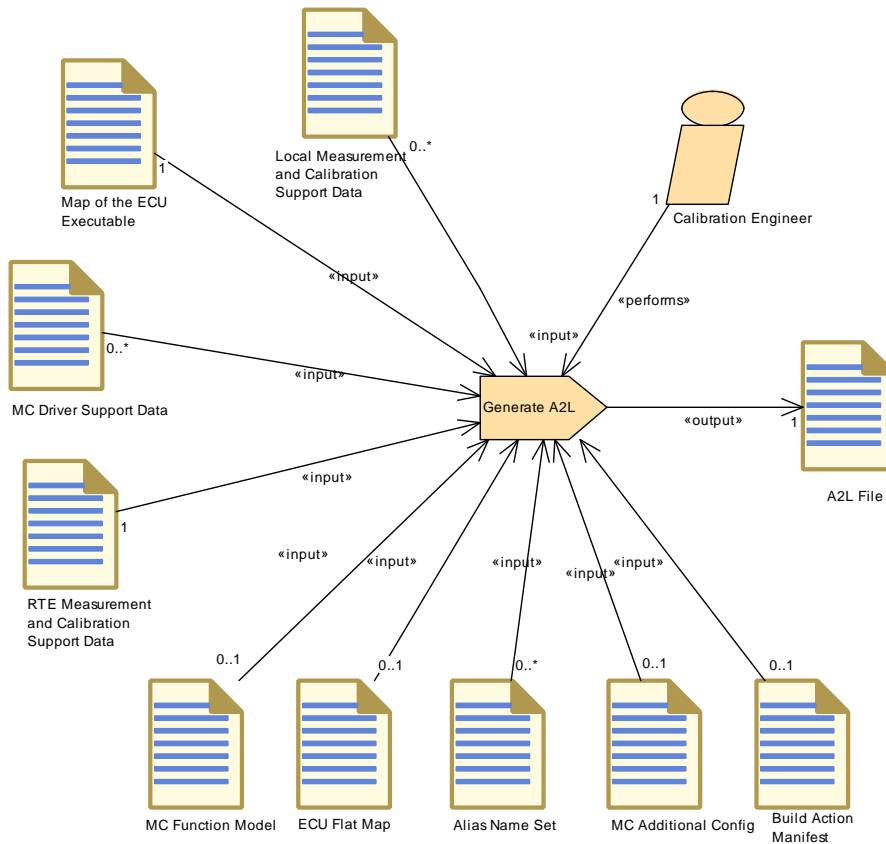 0..*
Local Measurement
and Calibration
Support Data
1
Map of the ECU
Executable
1
Calibration Engineer
«input»
«performs»
«input»
0..*
MC Driver Support Data
«input»
Generate A2L
«output»
1
A2L File
«input»
1
RTE Measurement
and Calibration
Support Data
«input»
«input»
«input»
«input»
«input»
0..1
0..1
0..*
0..1
0..1
MC Function Model
ECU Flat Map
Alias Name Set
MC Additional Config
Build Action
Manifest